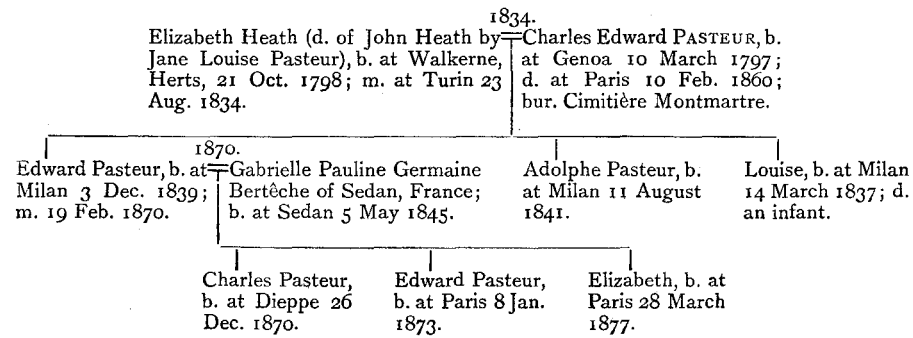 1834.
Elizabeth Heath (d. of John Heath by
Jane Louise Pasteur), b. at Walkerne,
Herts, 21 Oct. 1798; m. at Turin 23
Aug. 1834.
Charles Edward PASTEUR, b.
at Genoa 10 March 1797;
d. at Paris 10 Feb. 1860;
bur. Cimitière Montmartre.
1870.
Edward Pasteur, b. at
Milan 3 Dec. 1839;
m. 19 Feb. 1870.
Gabrielle Pauline Germaine
Bertêche of Sedan, France;
b. at Sedan 5 May 1845.
Adolphe Pasteur, b.
at Milan 11 August
1841.
Louise, b. at Milan
14 March 1837; d.
an infant.
Charles Pasteur,
b. at Dieppe 26
Dec. 1870.
Edward Pasteur,
b. at Paris 8 Jan.
1873.
Elizabeth, b. at
Paris 28 March
1877.